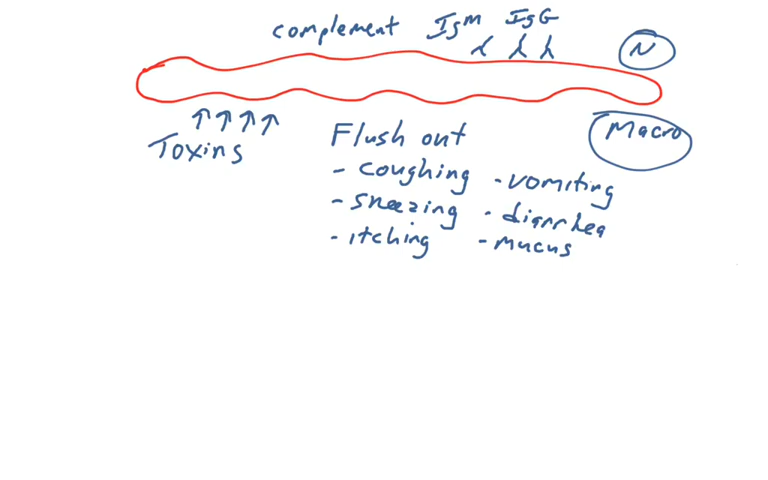 complement IgM IgG
N
↑ ↑ ↑ ↑
Toxins
Macro
Flush out
- coughing
- sneezing
- itching
- vomiting
- diarrhea
- mucus